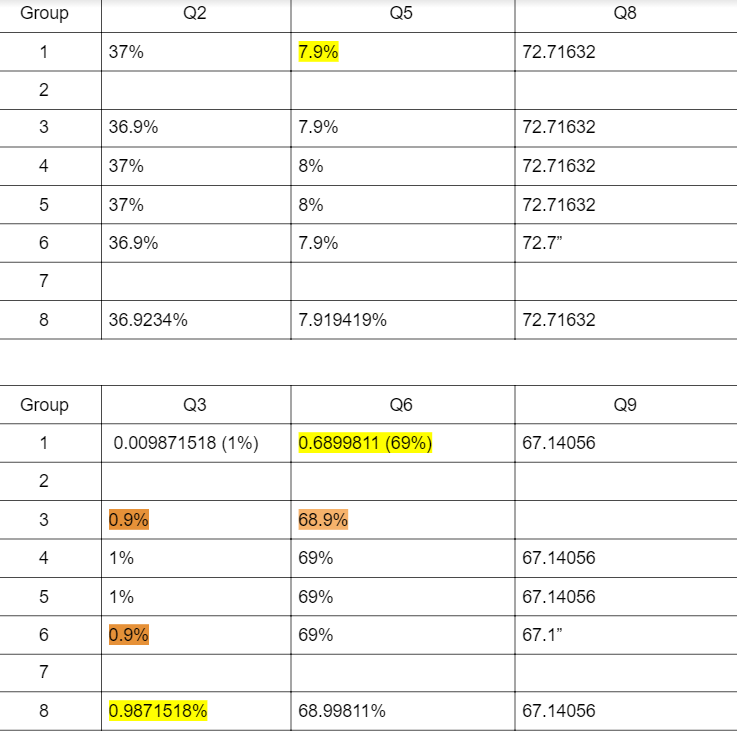 Group Q2 Q5 Q8
1 37% 7.9% 72.71632
2
3 36.9% 7.9% 72.71632
4 37% 8% 72.71632
5 37% 8% 72.71632
6 36.9% 7.9% 72.7”
7
8 36.9234% 7.919419% 72.71632
Group Q3 Q6 Q9
1 0.009871518 (1%) 0.6899811 (69%) 67.14056
2
3 0.9% 68.9%
4 1% 69% 67.14056
5 1% 69% 67.14056
6 0.9% 69% 67.1”
7
8 0.9871518% 68.99811% 67.14056